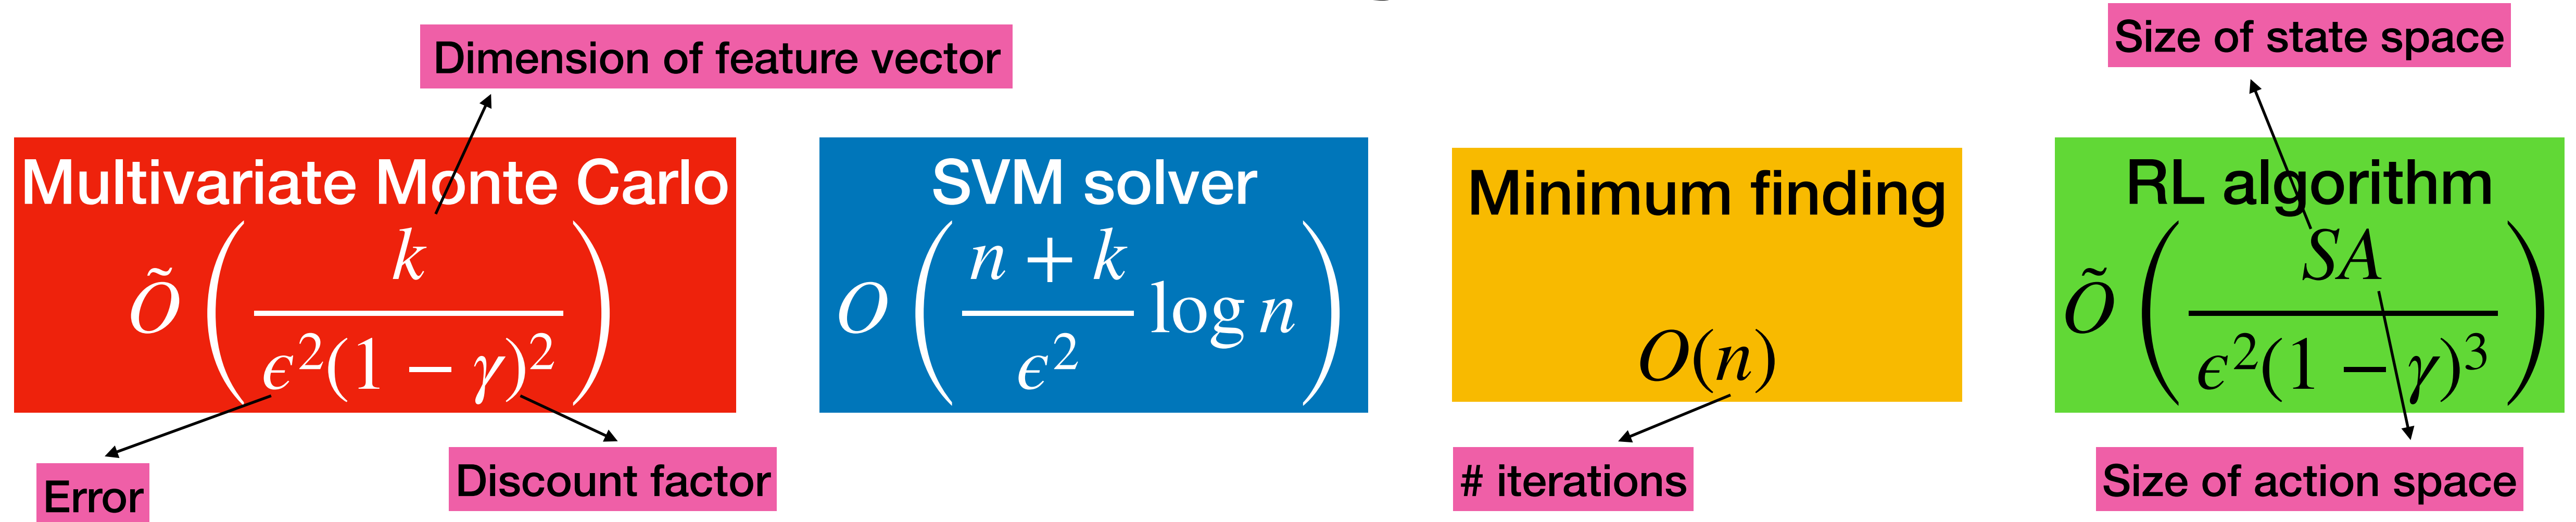 Dimension of feature vector
Size of state space
Multivariate Monte Carlo
Õ(k / ϵ²(1 − γ)²)
Error
Discount factor
SVM solver
O((n + k) / ϵ² log n)
Minimum finding
O(n)
# iterations
RL algorithm
Õ(SA / ϵ²(1 − γ)³)
Size of action space